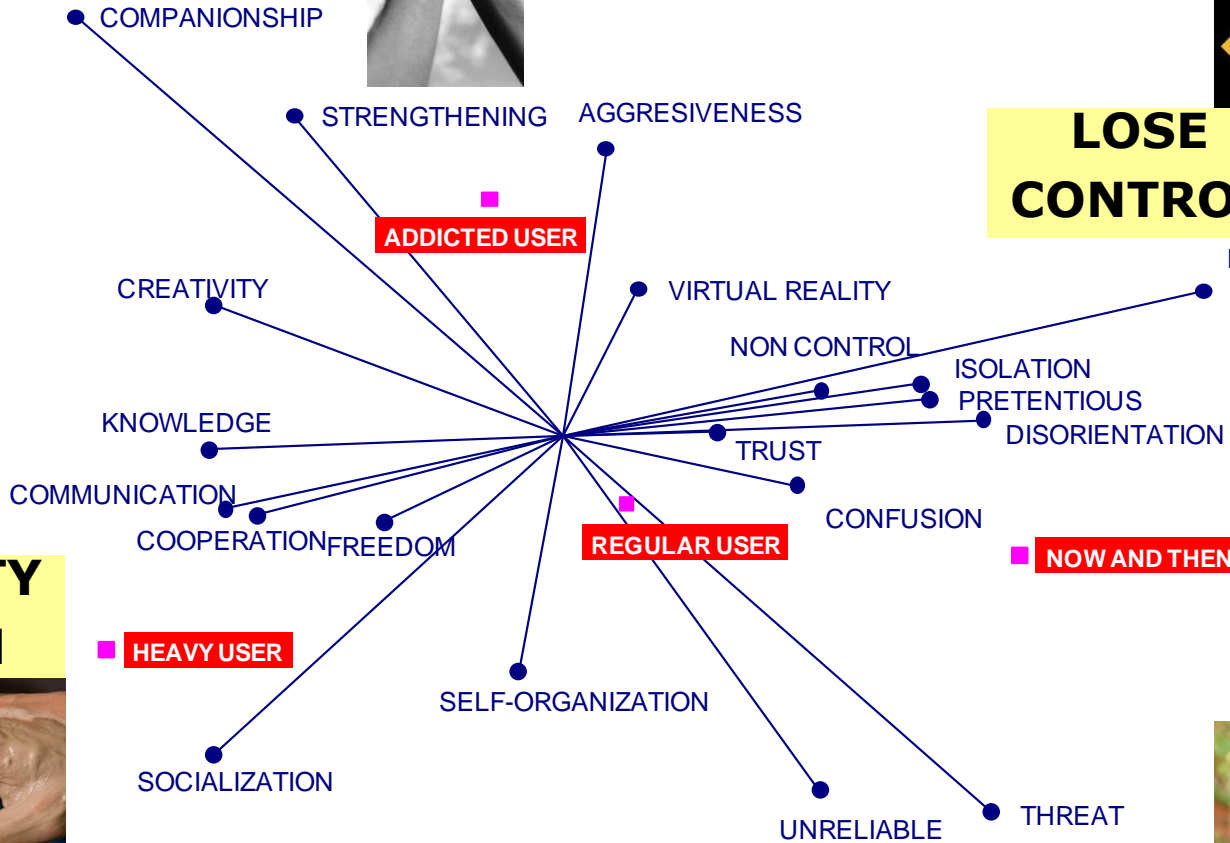 COMPANIONSHIP
STRENGTHENING
AGGRESIVENESS
LOSE
CONTRO
ADDICTED USER
CREATIVITY
VIRTUAL REALITY
NON CONTROL
ISOLATION
PRETENTIOUS
KNOWLEDGE
DISORIENTATION
TRUST
COMMUNICATION
CONFUSION
COOPERATION
FREEDOM
REGULAR USER
NOW AND THEN
TY
HEAVY USER
SELF-ORGANIZATION
SOCIALIZATION
THREAT
UNRELIABLE